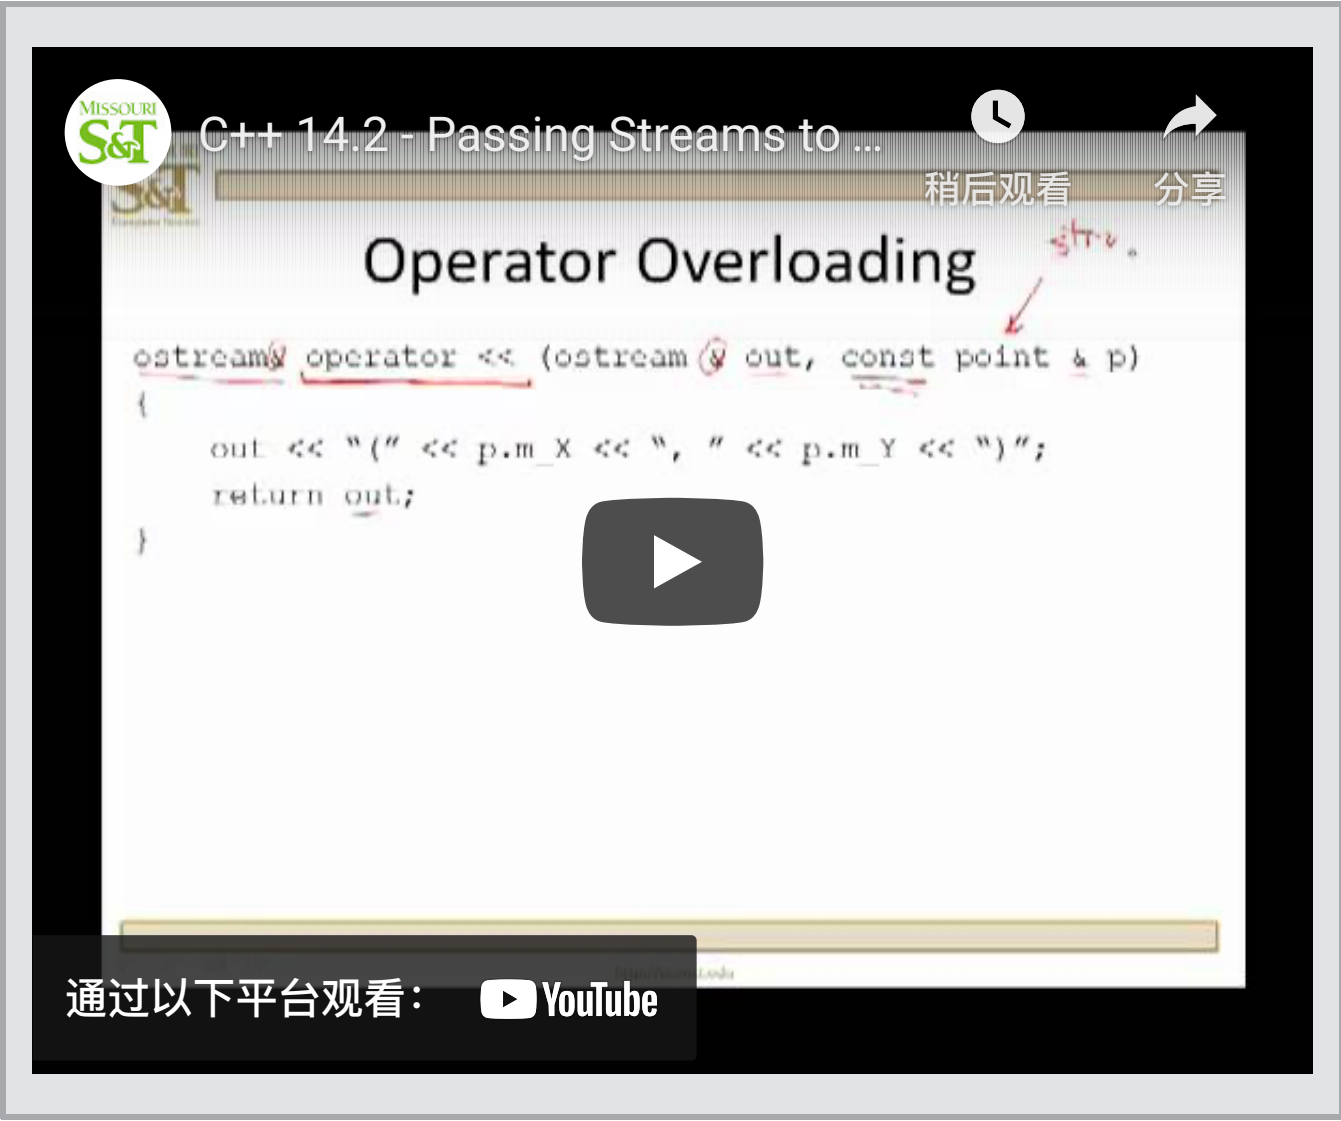 MISSOURI
S&T
C++ 14.2 - Passing Streams to ...
稍后观看
分享
S&T
Operator Overloading
ostream& operator << (ostream & out, const point & p)
{
out << “(” << p.m_X << “, ” << p.m_Y << “)”;
return out;
}
通过以下平台观看：
YouTube